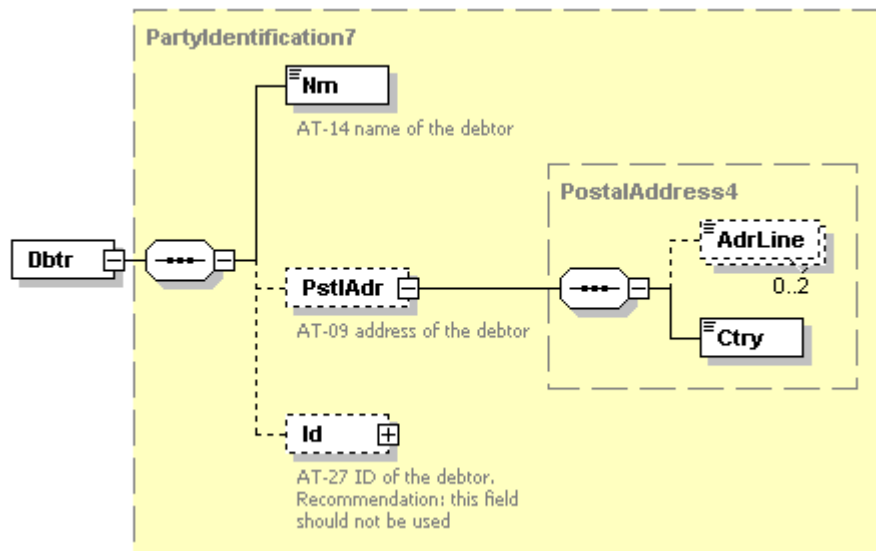 PartyIdentification7
Nm
AT-14 name of the debtor
PostalAddress4
AdrLine
0..2
Dbtr
PstlAdr
AT-09 address of the debtor
Ctry
Id
AT-27 ID of the debtor.
Recommendation: this field
should not be used